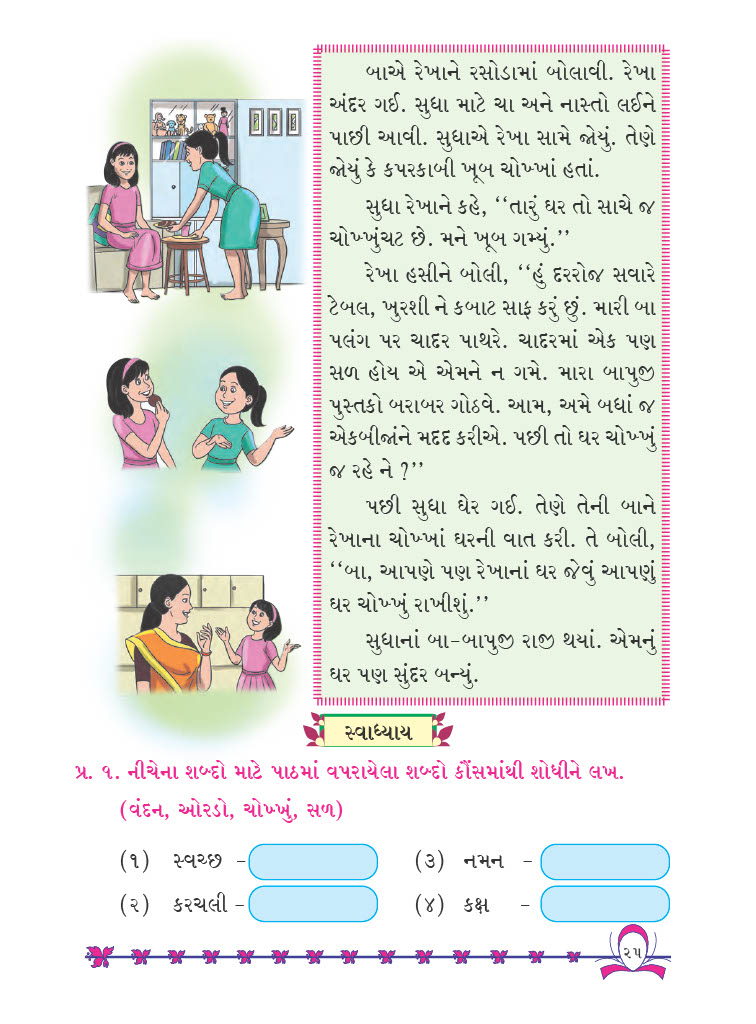 બાએ રેખાને રસોડામાં બોલાવી. રેખા
અંદર ગઈ. સુધા માટે ચા અને નાસ્તો લઈને
પાછી આવી. સુધાએ રેખા સામે જોયું. તેણે
જોયું કે કપરકાબી ખૂબ ચોખ્ખાં હતાં.
સુધા રેખાને કહે, ‘‘તારું ઘર તો સાચે જ
ચોખ્ખુંચટ છે. મને ખૂબ ગમ્યું.’’
રેખા હસીને બોલી, ‘‘હું દરરોજ સવારે
ટેબલ, ખુરશી ને કબાટ સાફ કરું છું. મારી બા
પલંગ પર ચાદર પાથરે. ચાદરમાં એક પણ
સળ હોય એ એમને ન ગમે. મારા બાપુજી
પુસ્તકો બરાબર ગોઠવે. આમ, અમે બધાં જ
એકબીજાંને મદદ કરીએ. પછી તો ઘર ચોખ્ખું
જ રહે ને ?’’
પછી સુધા ઘેર ગઈ. તેણે તેની બાને
રેખાના ચોખ્ખાં ઘરની વાત કરી. તે બોલી,
‘‘બા, આપણે પણ રેખાનાં ઘર જેવું આપણું
ઘર ચોખ્ખું રાખીશું.’’
સુધાનાં બા-બાપુજી રાજી થયાં. એમનું
ઘર પણ સુંદર બન્યું.
સ્વાધ્યાય
પ્ર. ૧. નીચેના શબ્દો માટે પાઠમાં વપરાયેલા શબ્દો કૌંસમાંથી શોધીને લખ.
(વંદન, ઓરડો, ચોખ્ખું, સળ)
(૧) સ્વચ્છ - (૩) નમન -
(૨) કરચલી - (૪) કક્ષ -
૨૫